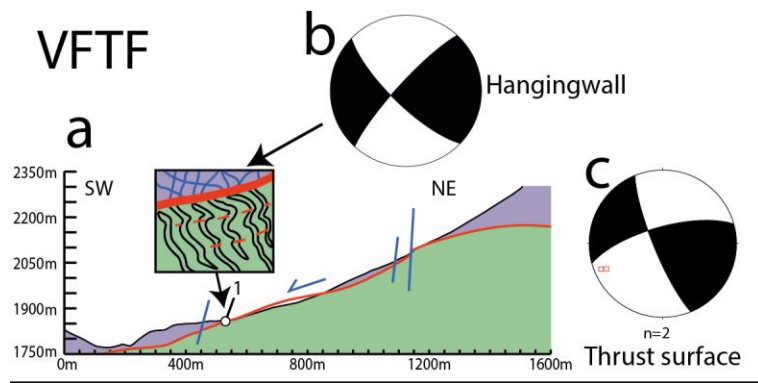 VFTF
b
Hangingwall
a
2350m
SW
NE
c
2200m
2050m
1
1900m
1750m
0m 400m 800m 1200m 1600m
n=2
Thrust surface